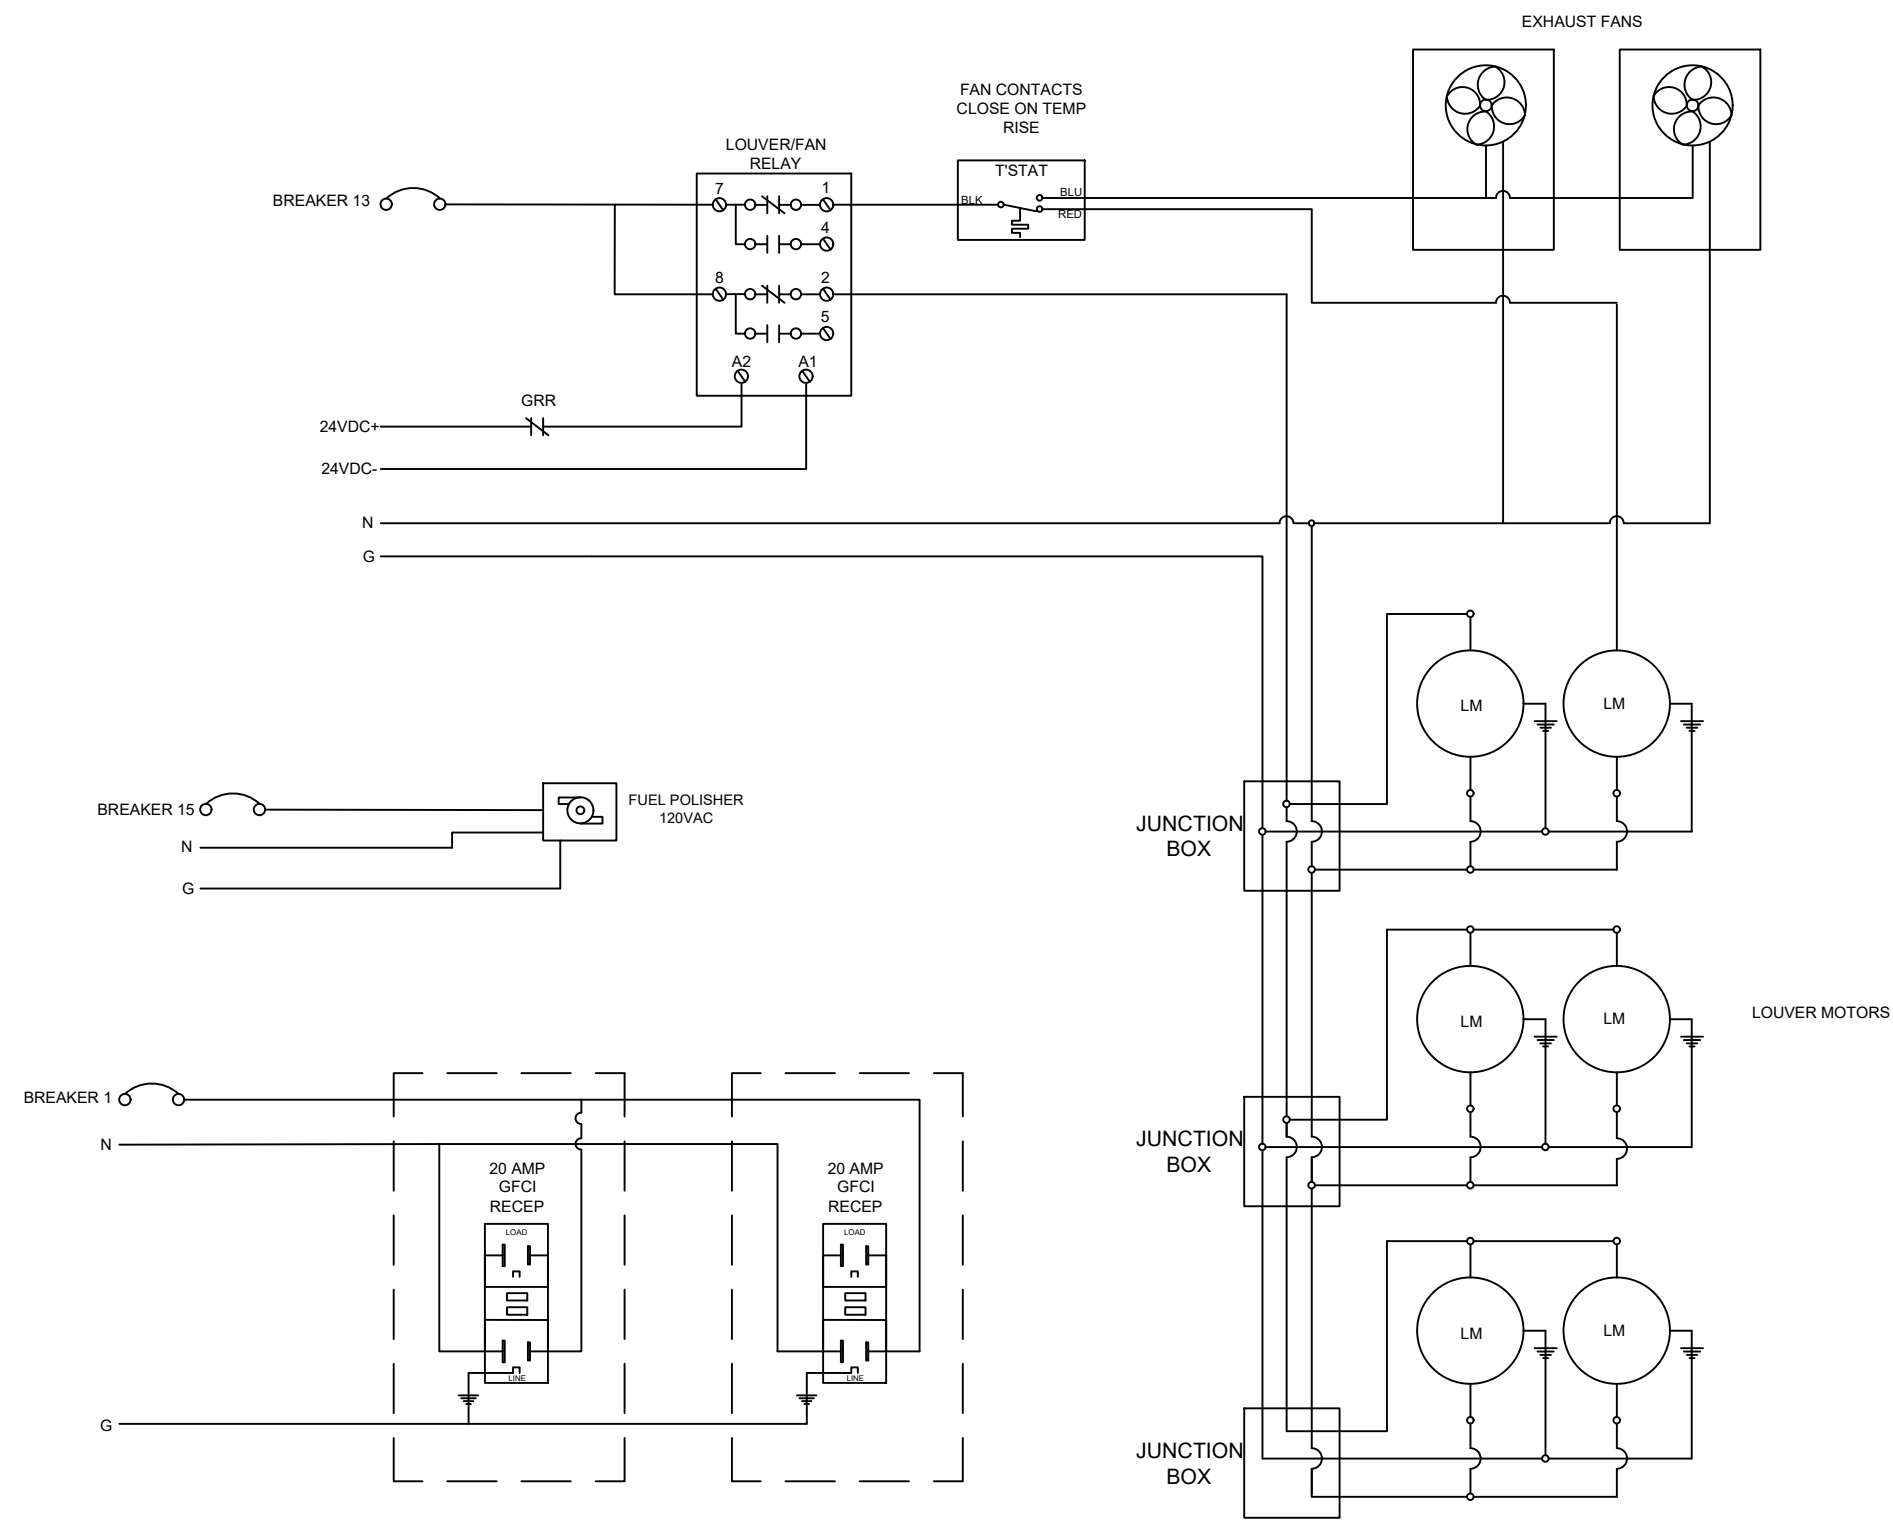 EXHAUST FANS
FAN CONTACTS
CLOSE ON TEMP
RISE
LOUVER/FAN
RELAY
T'STAT
BLK
BLU
RED
BREAKER 13
7
1
4
8
2
5
A2
A1
GRR
24VDC+
24VDC-
N
G
LM
LM
JUNCTION
BOX
BREAKER 15
N
G
FUEL POLISHER
120VAC
LM
LM
LOUVER MOTORS
JUNCTION
BOX
BREAKER 1
N
G
20 AMP
GFCI
RECEP
LOAD
LINE
20 AMP
GFCI
RECEP
LOAD
LINE
LM
LM
JUNCTION
BOX